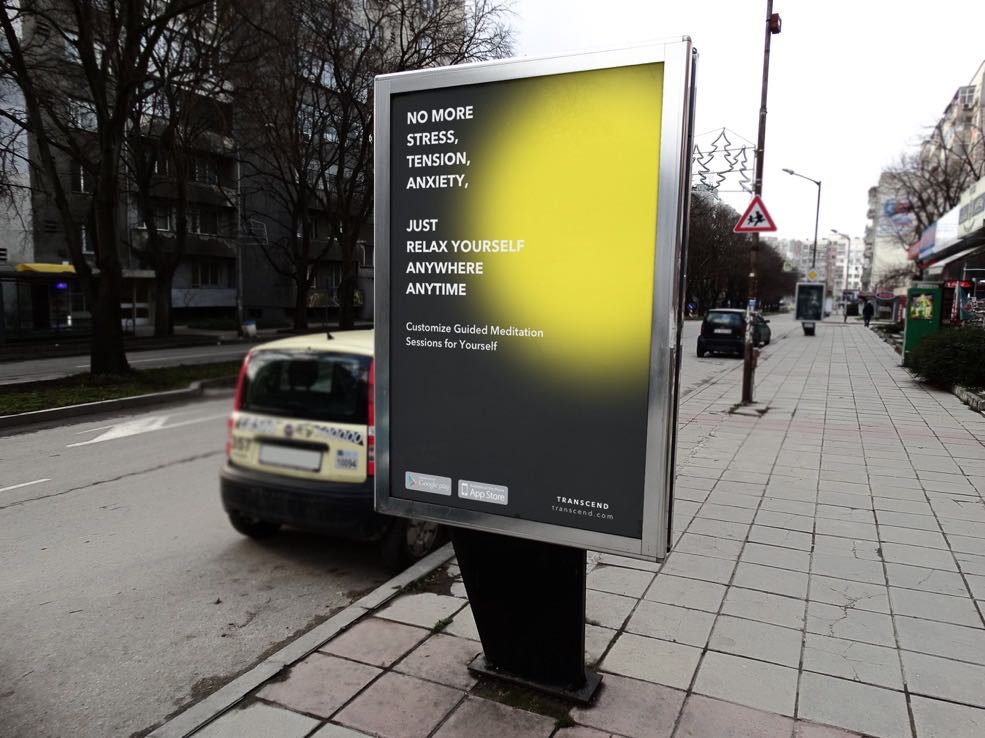 NO MORE
STRESS,
TENSION,
ANXIETY,
JUST
RELAX YOURSELF
ANYWHERE
ANYTIME
Customize Guided Meditation
Sessions for Yourself
Google play
App Store
TRANSCEND
transcend.com
10094